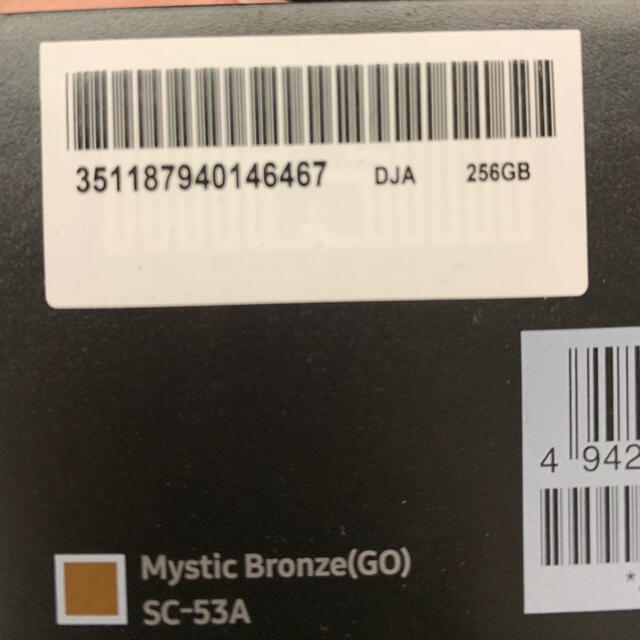 351187940146467 DJA 256GB
4 942
*
Mystic Bronze(GO)
SC-53A